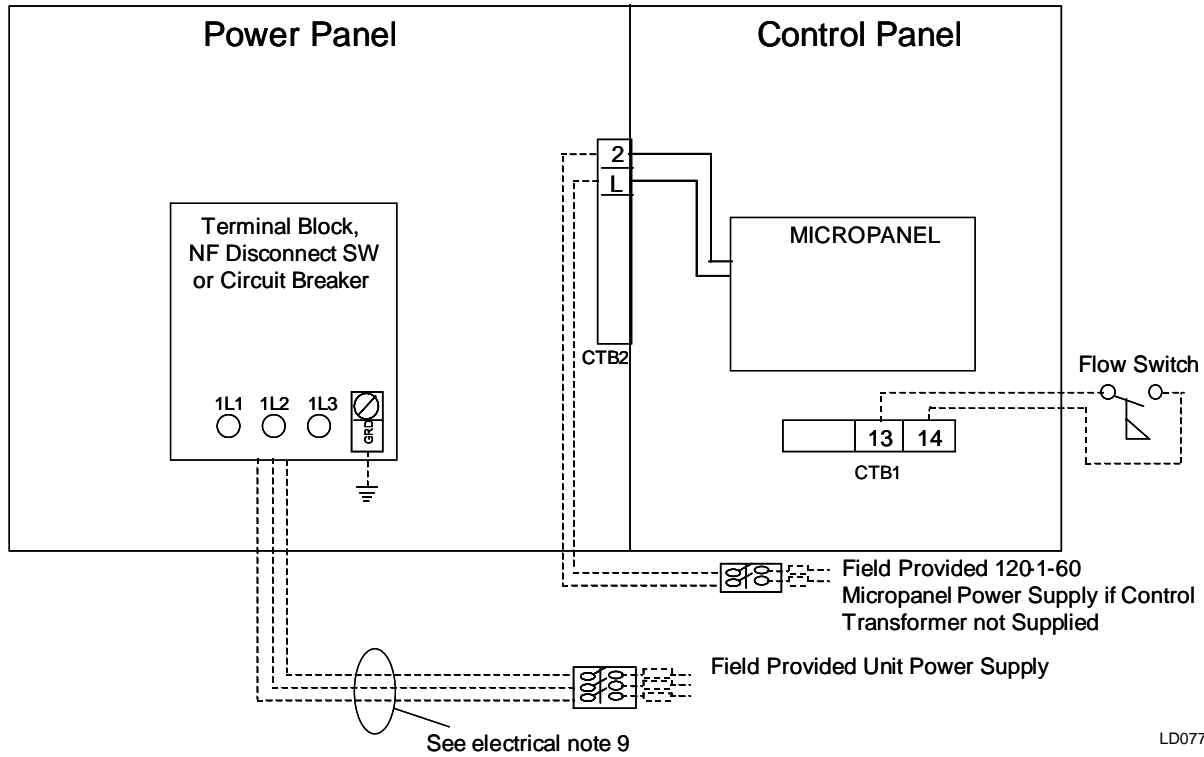 Power Panel
Control Panel
2
L
Terminal Block,
NF Disconnect SW
or Circuit Breaker
MICROPANEL
CTB2
Flow Switch
1L1 1L2 1L3
GRD
13 14
CTB1
Field Provided 120-1-60
Micropanel Power Supply if Control
Transformer not Supplied
Field Provided Unit Power Supply
See electrical note 9
LD077